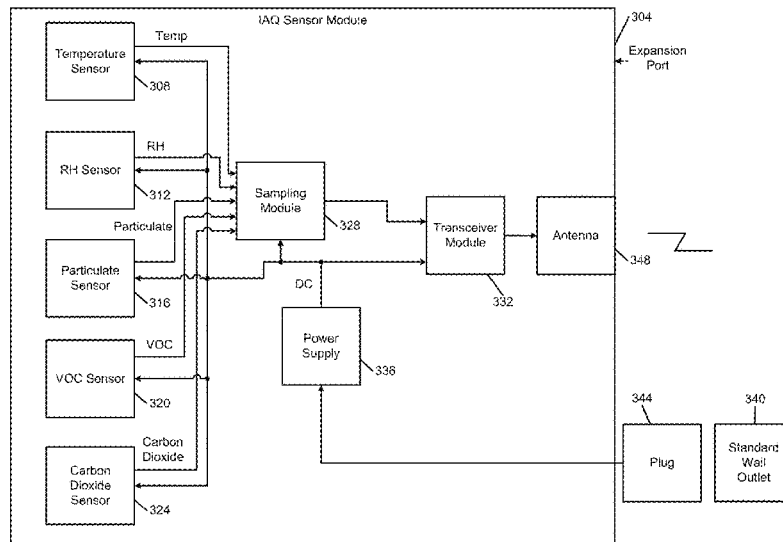 IAQ Sensor Module
304
Expansion
Port
Temp
Temperature
Sensor
308
RH
RH Sensor
312
Sampling
Module
328
Particulate
Particulate
Sensor
316
Transceiver
Module
332
Antenna
348
DC
Power
Supply
336
VOC
VOC Sensor
320
Carbon
Dioxide
Carbon
Dioxide
Sensor
324
344
Plug
340
Standard
Wall
Outlet